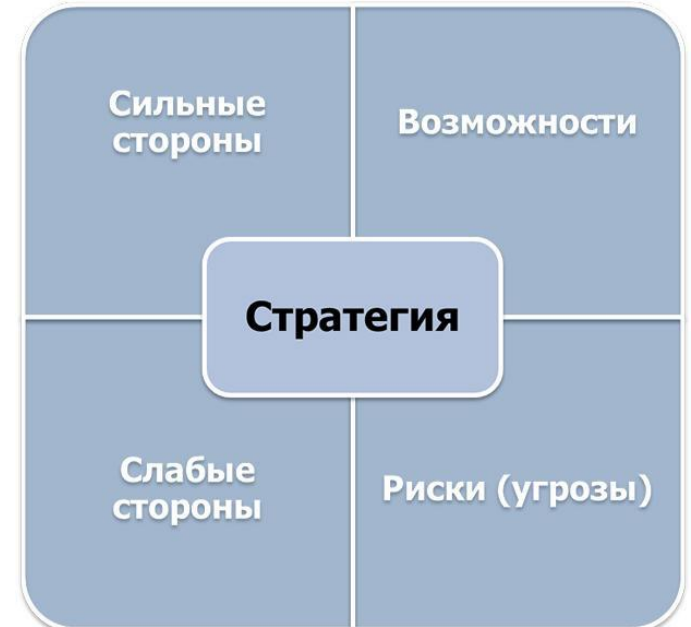 Сильные
стороны
Возможности
Стратегия
Слабые
стороны
Риски (угрозы)